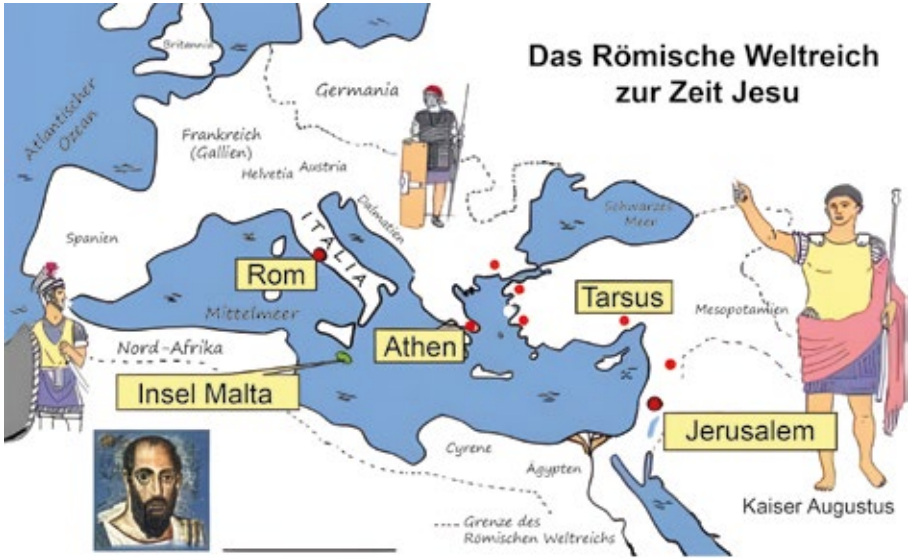 Das Römische Weltreich
zur Zeit Jesu
Britannia
Atlantischer
Ozean
Germania
Frankreich
(Gallien)
Helvetia
Austria
Dalmatien
Schwarzes
Meer
Spanien
ITALIA
Rom
Mittelmeer
Tarsus
Mesopotamien
Athen
Nord-Afrika
Insel Malta
Jerusalem
Cyrene
Ägypten
Kaiser Augustus
Grenze des
Römischen Weltreichs